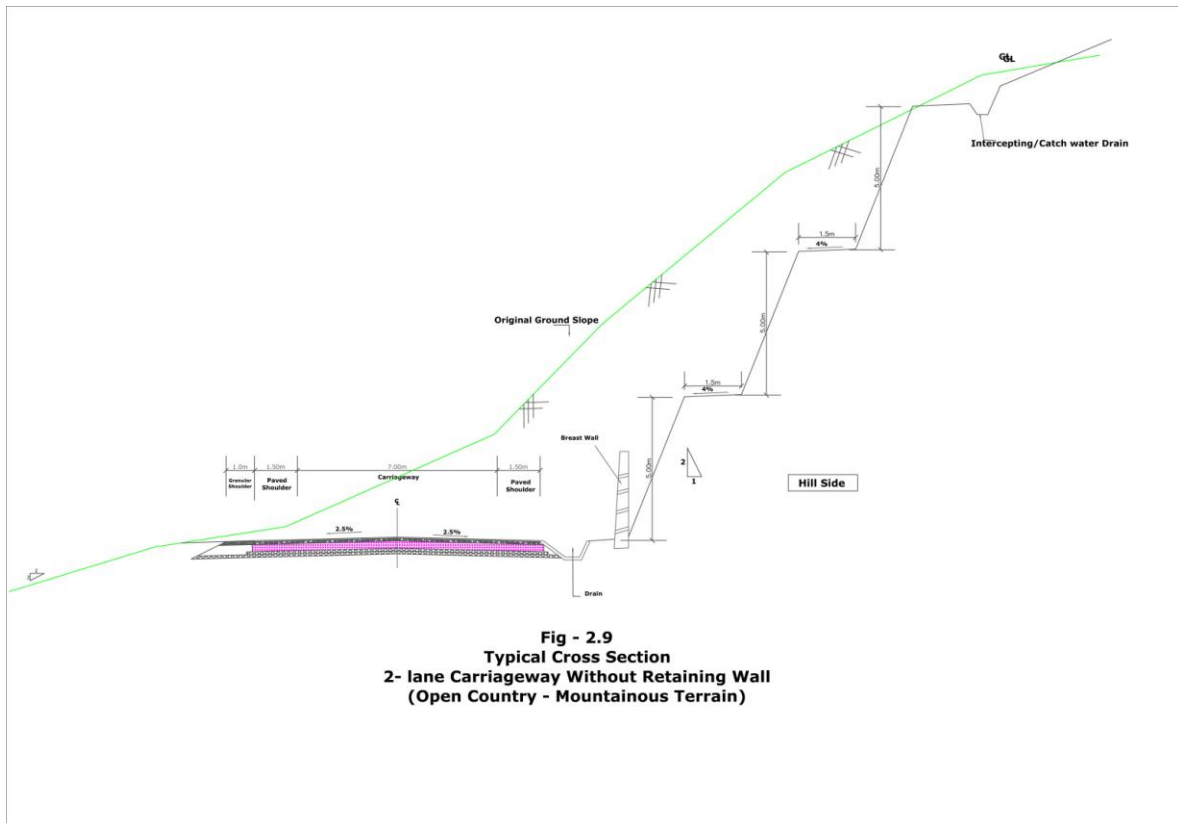 GL
GL
Intercepting/Catch water Drain
5.00m
1.5m
4%
Original Ground Slope
5.00m
1.5m
4%
Breast Wall
5.00m
2
1
Hill Side
1.0m
1.50m
7.00m
1.50m
Granular
Shoulder
Paved
Shoulder
Carriageway
Paved
Shoulder
2.5%
2.5%
2
Drain
Fig - 2.9
Typical Cross Section
2- lane Carriageway Without Retaining Wall
(Open Country - Mountainous Terrain)